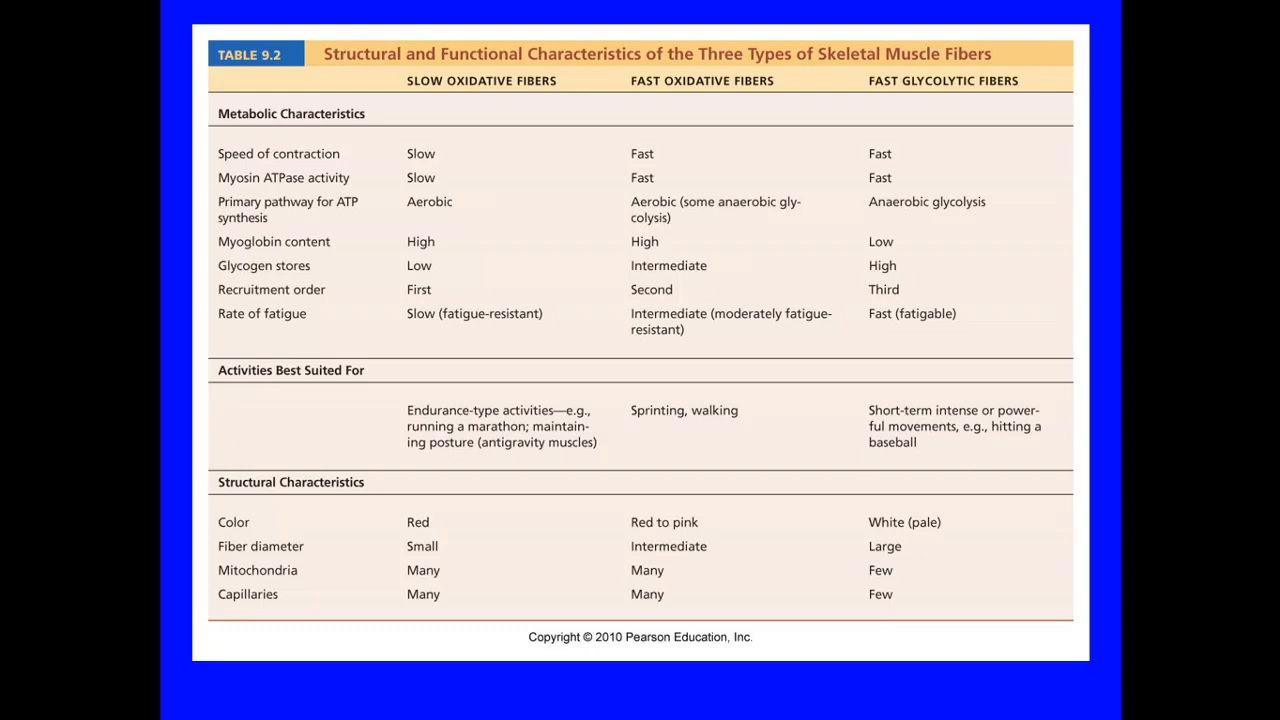 TABLE 9.2 Structural and Functional Characteristics of the Three Types of Skeletal Muscle Fibers
SLOW OXIDATIVE FIBERS FAST OXIDATIVE FIBERS FAST GLYCOLYTIC FIBERS
Metabolic Characteristics
Speed of contraction Slow Fast Fast
Myosin ATPase activity Slow Fast Fast
Primary pathway for ATP Aerobic Aerobic (some anaerobic gly- Anaerobic glycolysis
synthesis colysis)
Myoglobin content High High Low
Glycogen stores Low Intermediate High
Recruitment order First Second Third
Rate of fatigue Slow (fatigue-resistant) Intermediate (moderately fatigue- Fast (fatigable)
resistant)
Activities Best Suited For
Endurance-type activities—e.g., Sprinting, walking Short-term intense or power-
running a marathon; maintain- ful movements, e.g., hitting a
ing posture (antigravity muscles) baseball
Structural Characteristics
Color Red Red to pink White (pale)
Fiber diameter Small Intermediate Large
Mitochondria Many Many Few
Capillaries Many Many Few
Copyright © 2010 Pearson Education, Inc.